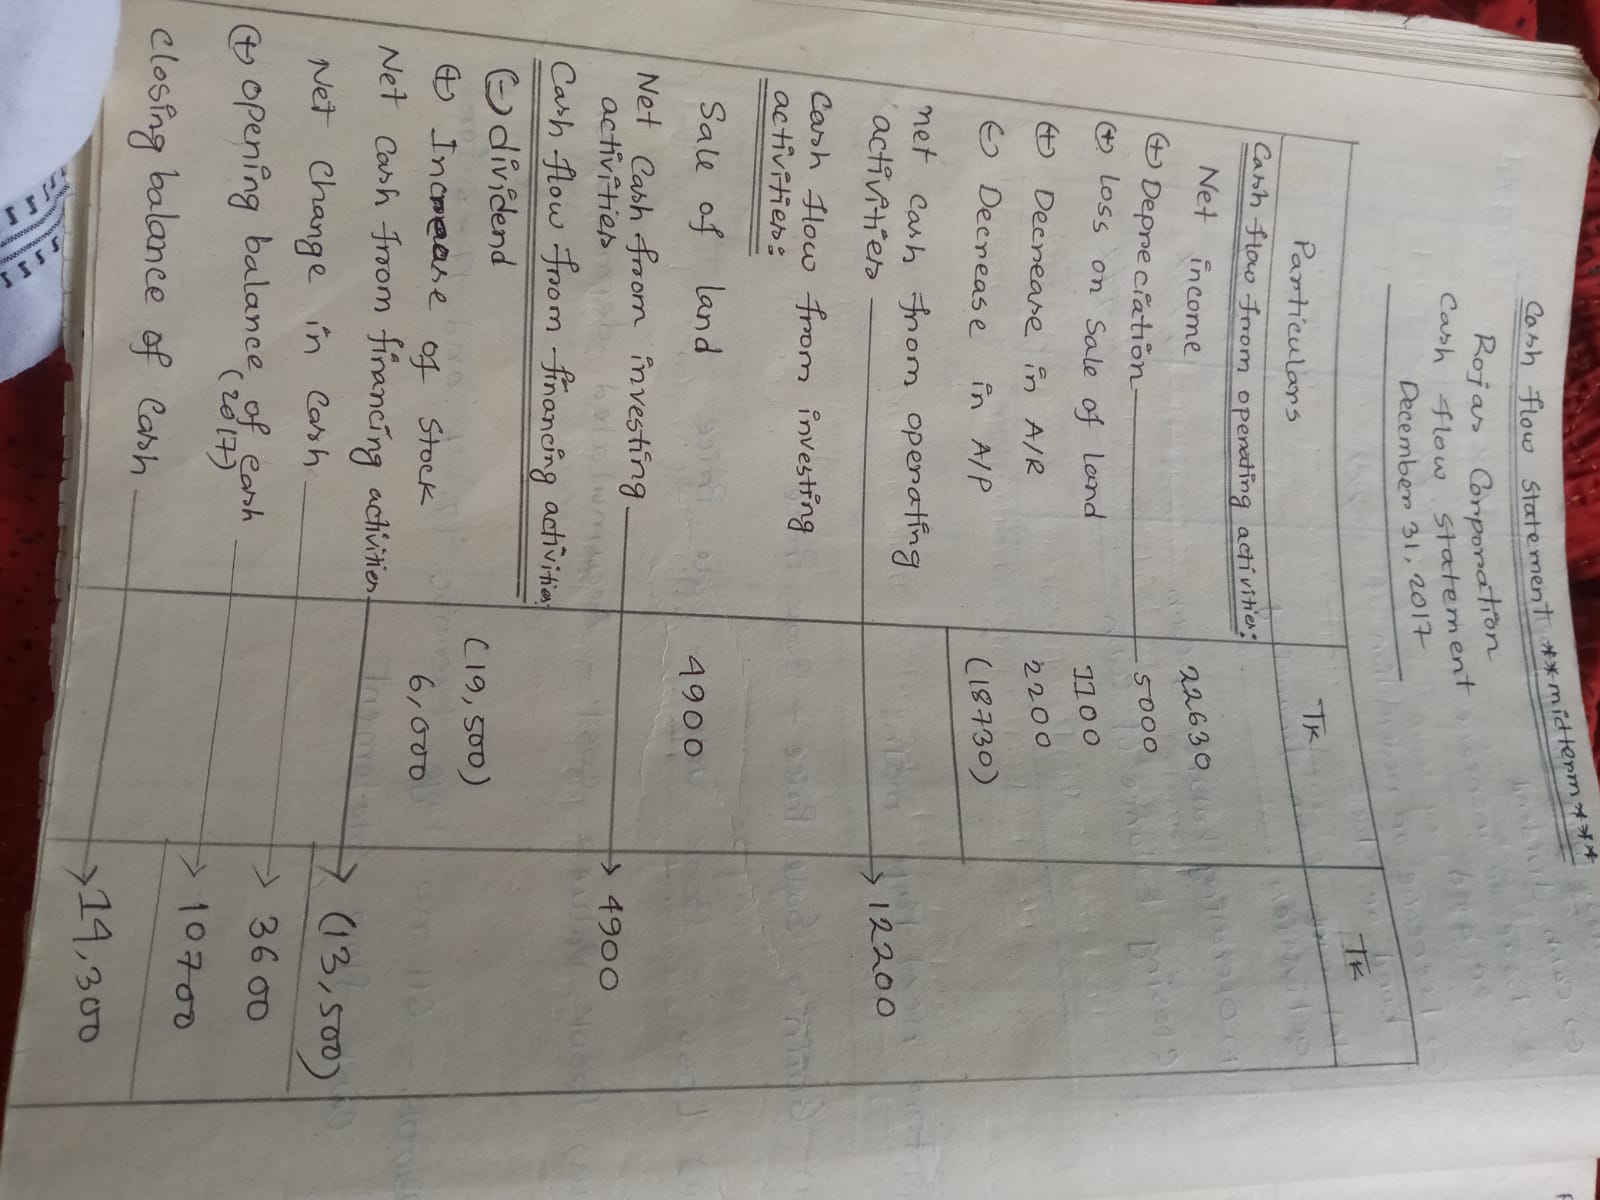 Cash flow statement **midterm***
Rojas Corporation
Cash flow statement
December 31, 2017
Particulars Tk Tk
Cash flow from operating activities:
Net income 22630
(+) Depreciation 5000
(+) loss on Sale of land 1100
(+) Decrease in A/R 2200
(-) Decrease in A/P (18730)
net cash from operating
activities → 12200
Cash flow from investing
activities:
Sale of land 4900
Net Cash from investing
activities → 4900
Cash flow from financing activities:
(-) dividend (19,500)
(+) Increase of Stock 6,000
Net Cash from financing activities → (13,500)
Net change in Cash → 3600
(+) opening balance of cash → 10700
(2017)
closing balance of Cash → 14,300